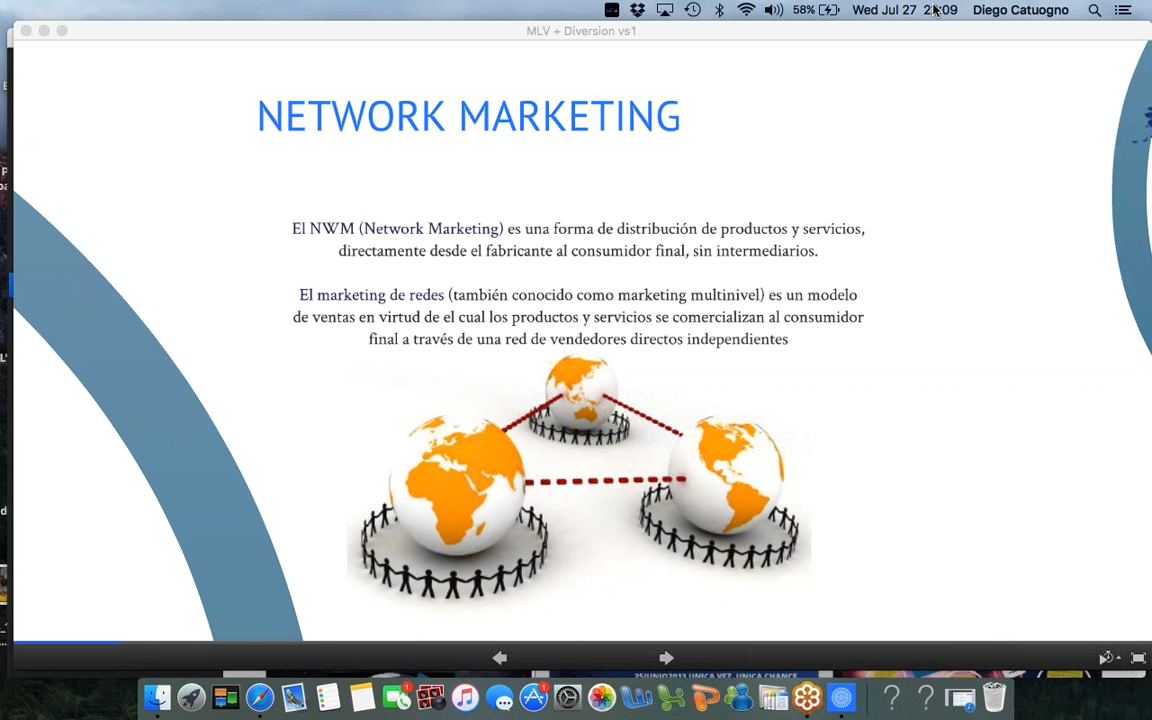 58% Wed Jul 27 Diego Catuogno
MLV + Diversion vs1
NETWORK MARKETING
El NWM (Network Marketing) es una forma de distribución de productos y servicios,
directamente desde el fabricante al consumidor final, sin intermediarios.
El marketing de redes (también conocido como marketing multinivel) es un modelo
de ventas en virtud de el cual los productos y servicios se comercializan al consumidor
final a través de una red de vendedores directos independientes